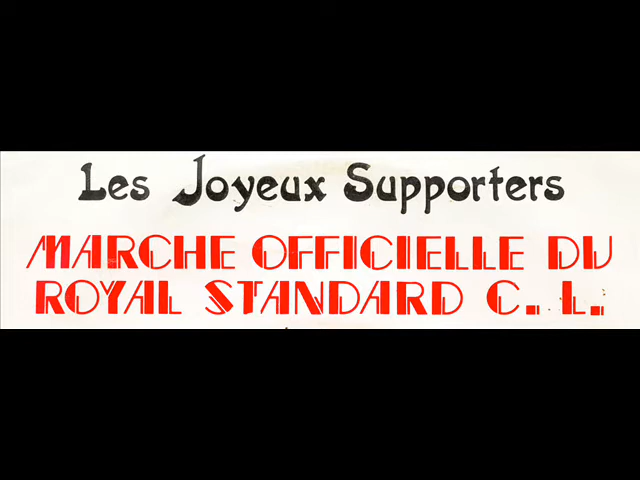 Les Joyeux Supporters
MARCHE OFFICIELLE DU
ROYAL STANDARD C. L.